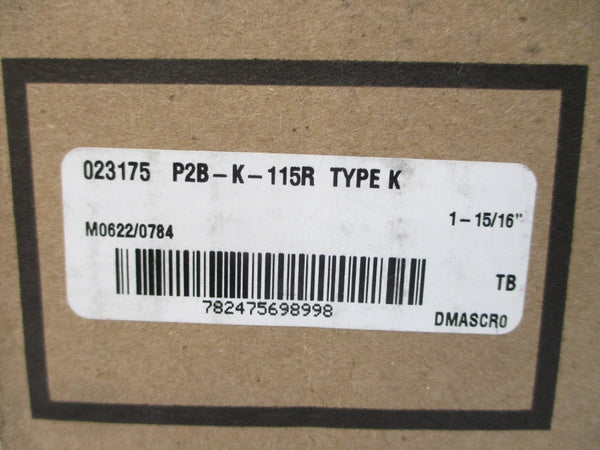 023175 P2B-K-115R TYPE K
1-15/16"
M0622/0784
TB
782475698998
DMASCR0